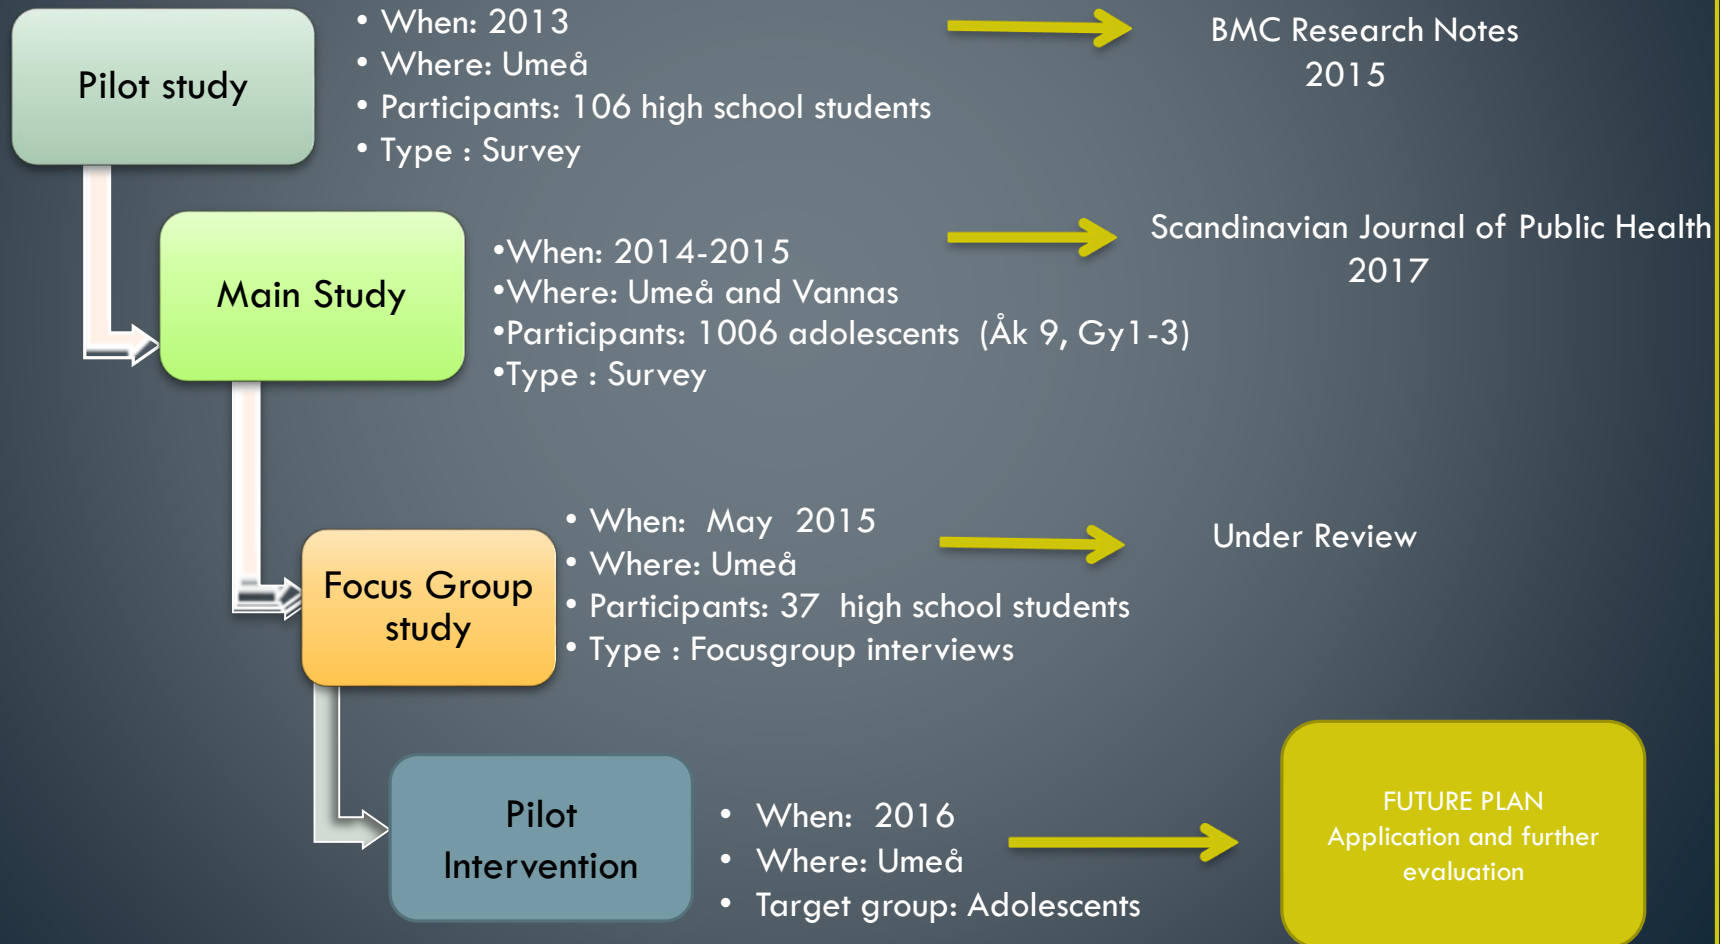 Pilot study
• When: 2013
• Where: Umeå
• Participants: 106 high school students
• Type : Survey
BMC Research Notes
2015
Main Study
•When: 2014-2015
•Where: Umeå and Vannas
•Participants: 1006 adolescents (Åk 9, Gy1-3)
•Type : Survey
Scandinavian Journal of Public Health
2017
Focus Group
study
• When: May 2015
• Where: Umeå
• Participants: 37 high school students
• Type : Focusgroup interviews
Under Review
Pilot
Intervention
• When: 2016
• Where: Umeå
• Target group: Adolescents
FUTURE PLAN
Application and further
evaluation